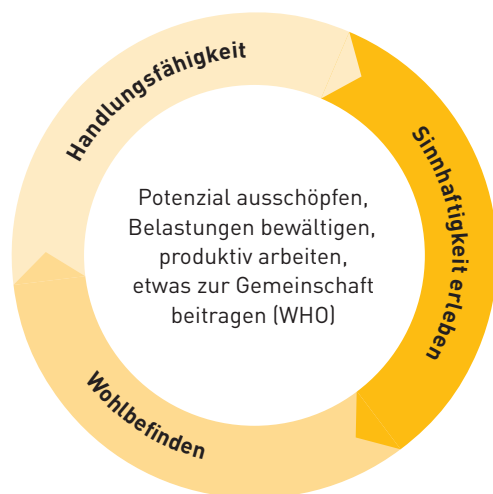 Handlungsfähigkeit
Sinnhaftigkeit erleben
Potenzial ausschöpfen,
Belastungen bewältigen,
produktiv arbeiten,
etwas zur Gemeinschaft
beitragen (WHO)
Wohlbefinden